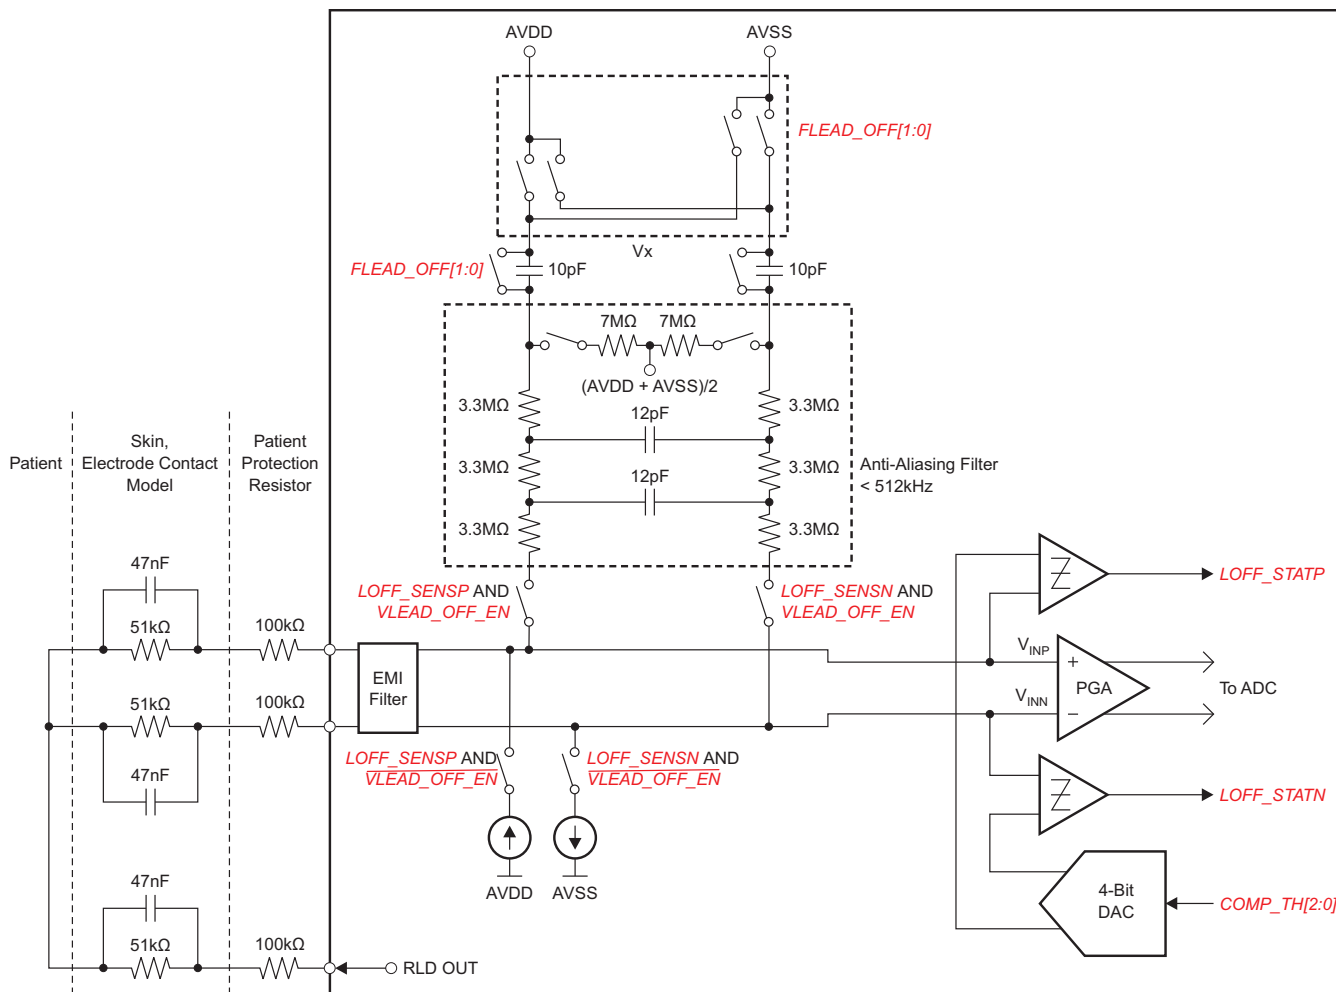 AVDD
AVSS
FLEAD_OFF[1:0]
Vx
FLEAD_OFF[1:0]
10pF
10pF
7MΩ
7MΩ
(AVDD + AVSS)/2
3.3MΩ
12pF
3.3MΩ
3.3MΩ
12pF
3.3MΩ
Anti-Aliasing Filter
< 512kHz
3.3MΩ
3.3MΩ
Patient
Skin,
Electrode Contact
Model
Patient
Protection
Resistor
LOFF_SENSP AND
VLEAD_OFF_EN
LOFF_SENSN AND
VLEAD_OFF_EN
47nF
51kΩ
100kΩ
EMI
Filter
51kΩ
100kΩ
47nF
LOFF_SENSP AND
VLEAD_OFF_EN
LOFF_SENSN AND
VLEAD_OFF_EN
AVDD
AVSS
LOFF_STATP
VINP
+
PGA
VINN
−
To ADC
LOFF_STATN
4-Bit
DAC
COMP_TH[2:0]
47nF
51kΩ
100kΩ
RLD OUT